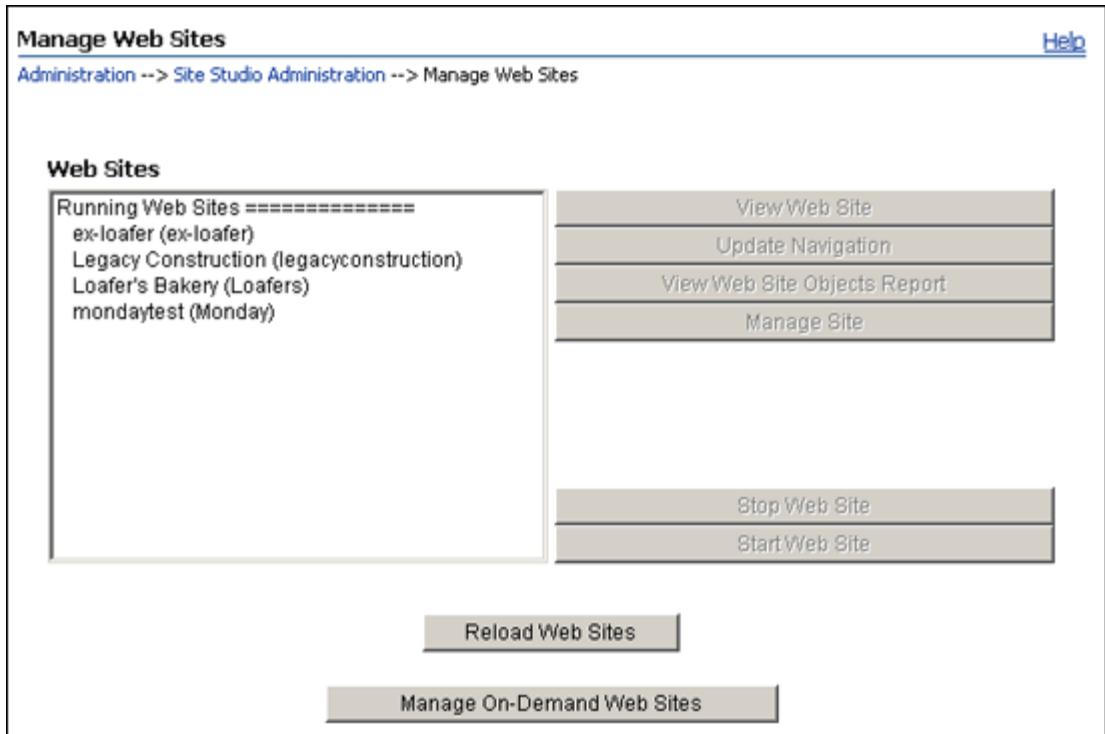 Manage Web Sites Help
Administration --> Site Studio Administration --> Manage Web Sites
Web Sites
Running Web Sites ==============
ex-loafer (ex-loafer)
Legacy Construction (legacyconstruction)
Loafer's Bakery (Loafers)
mondaytest (Monday)
View Web Site
Update Navigation
View Web Site Objects Report
Manage Site
Stop Web Site
Start Web Site
Reload Web Sites
Manage On-Demand Web Sites